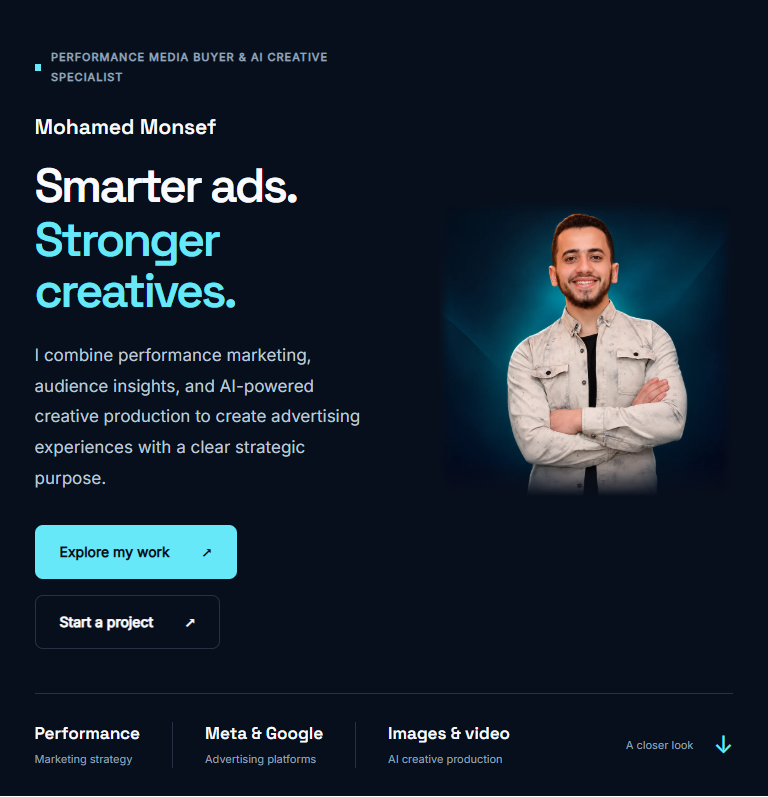 PERFORMANCE MEDIA BUYER & AI CREATIVE
SPECIALIST
Mohamed Monsef
Smarter ads.
Stronger
creatives.
I combine performance marketing,
audience insights, and AI-powered
creative production to create advertising
experiences with a clear strategic
purpose.
Explore my work ↗
Start a project ↗
Performance
Marketing strategy
Meta & Google
Advertising platforms
Images & video
AI creative production
A closer look ↓